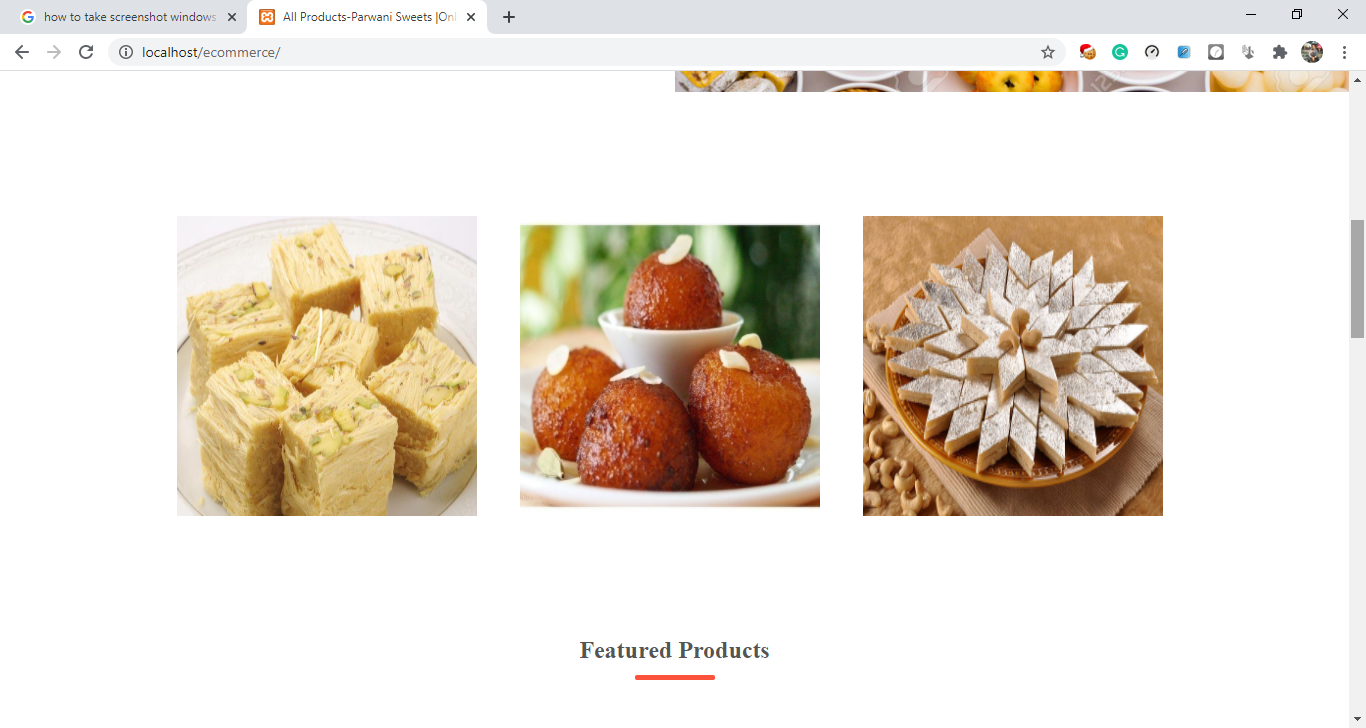 how to take screenshot windows
All Products-Parwani Sweets |Onl
localhost/ecommerce/
Featured Products